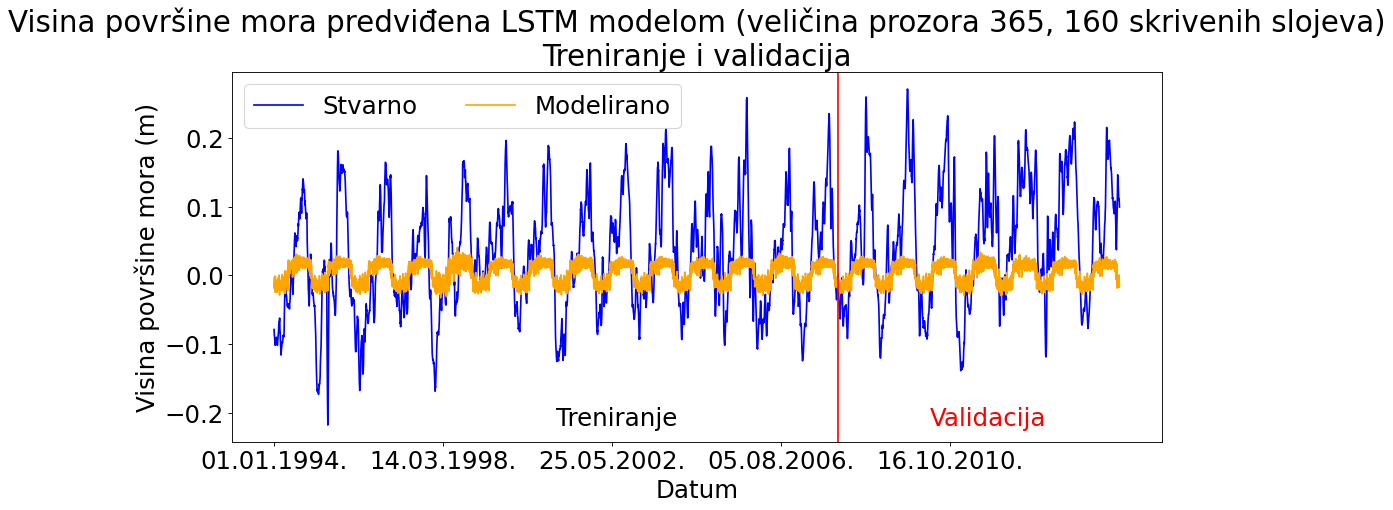 Visina površine mora predviđena LSTM modelom (veličina prozora 365, 160 skrivenih slojeva)
Treniranje i validacija
Stvarno Modelirano
Visina površine mora (m)
0.2
0.1
0.0
−0.1
−0.2
Treniranje Validacija
01.01.1994. 14.03.1998. 25.05.2002. 05.08.2006. 16.10.2010.
Datum